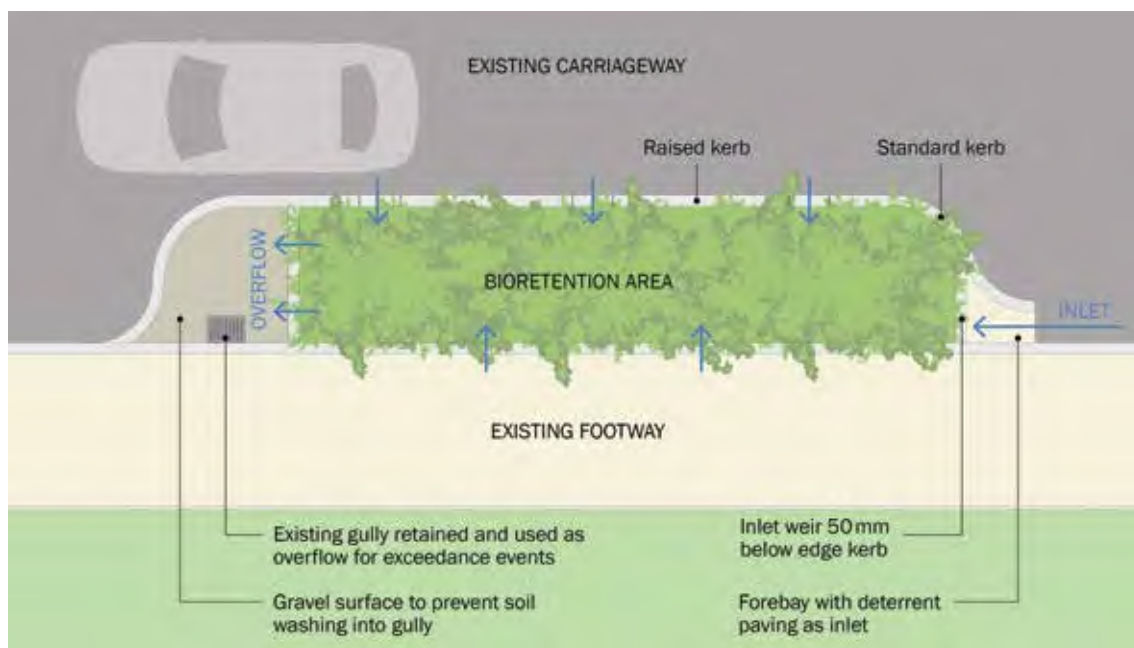 EXISTING CARRIAGEWAY
Raised kerb
Standard kerb
OVERFLOW
BIORETENTION AREA
INLET
EXISTING FOOTWAY
Existing gully retained and used as
overflow for exceedance events
Gravel surface to prevent soil
washing into gully
Inlet weir 50 mm
below edge kerb
Forebay with deterrent
paving as inlet